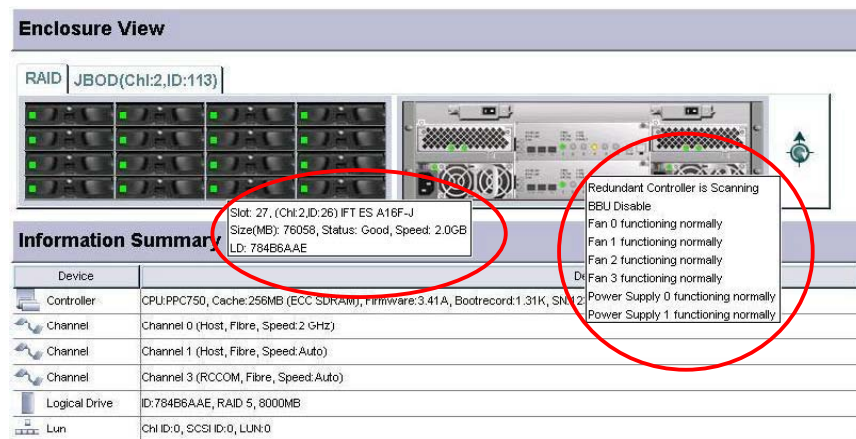 Enclosure View
RAID JBOD(Chl:2,ID:113)
Slot: 27, (Chl:2,ID:26) IFT ES A16F-J
Size(MB): 76058, Status: Good, Speed: 2.0GB
LD: 784B6AAE
Redundant Controller is Scanning
BBU Disable
Fan 0 functioning normally
Fan 1 functioning normally
Fan 2 functioning normally
Fan 3 functioning normally
Power Supply 0 functioning normally
Power Supply 1 functioning normally
Information Summary
Device De
Controller CPU:PPC750, Cache:256MB (ECC SDRAM), Firmware:3.41A, Bootrecord:1.31K, SN:12
Channel Channel 0 (Host, Fibre, Speed:2 GHz)
Channel Channel 1 (Host, Fibre, Speed:Auto)
Channel Channel 3 (RCCOM, Fibre, Speed:Auto)
Logical Drive ID:784B6AAE, RAID 5, 8000MB
Lun Chl ID:0, SCSI ID:0, LUN:0